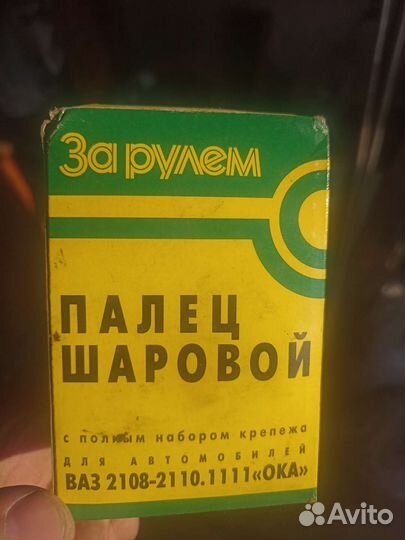 За рулем
ПАЛЕЦ
ШАРОВОЙ
с полным набором крепежа
ДЛЯ АВТОМОБИЛЕЙ
ВАЗ 2108-2110.1111«ОКА»
Avito